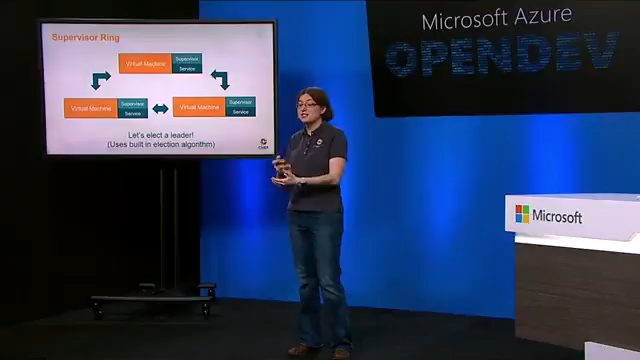 Supervisor Ring
Virtual Machine
Supervisor
Service
Virtual Machine
Supervisor
Service
Virtual Machine
Supervisor
Service
Let's elect a leader!
(Uses built in election algorithm)
CHEF
Microsoft Azure
OPENDEV
Microsoft